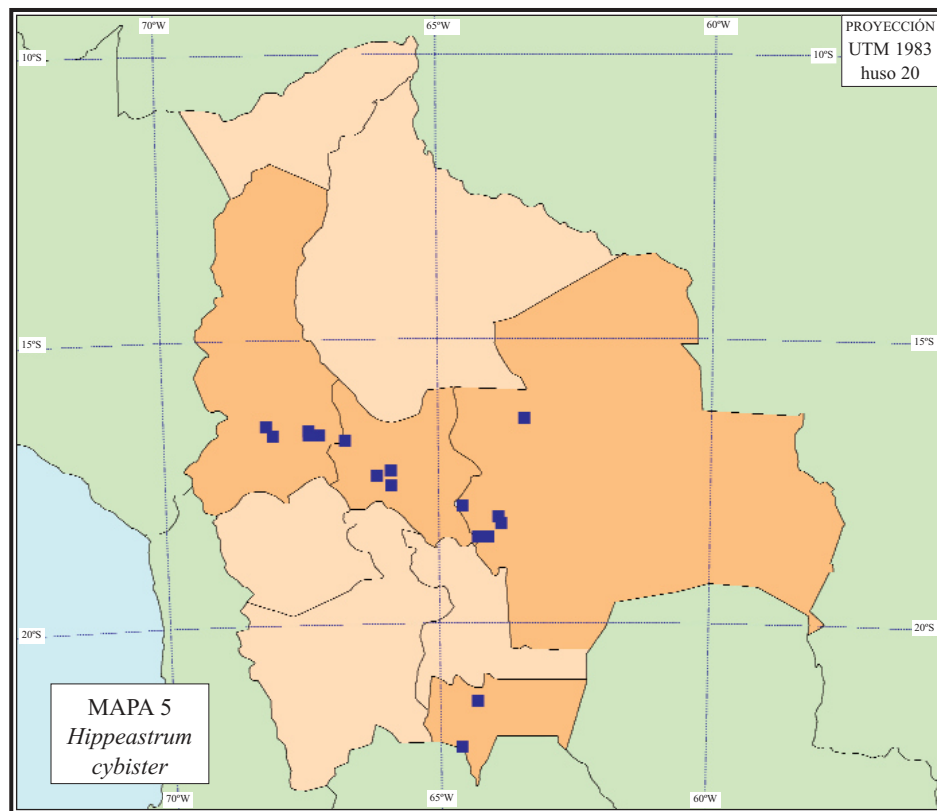 70ºW
65ºW
60ºW
PROYECCIÓN
UTM 1983
huso 20
10ºS
10ºS
15ºS
15ºS
20ºS
20ºS
MAPA 5
Hippeastrum
cybister
70ºW
65ºW
60ºW